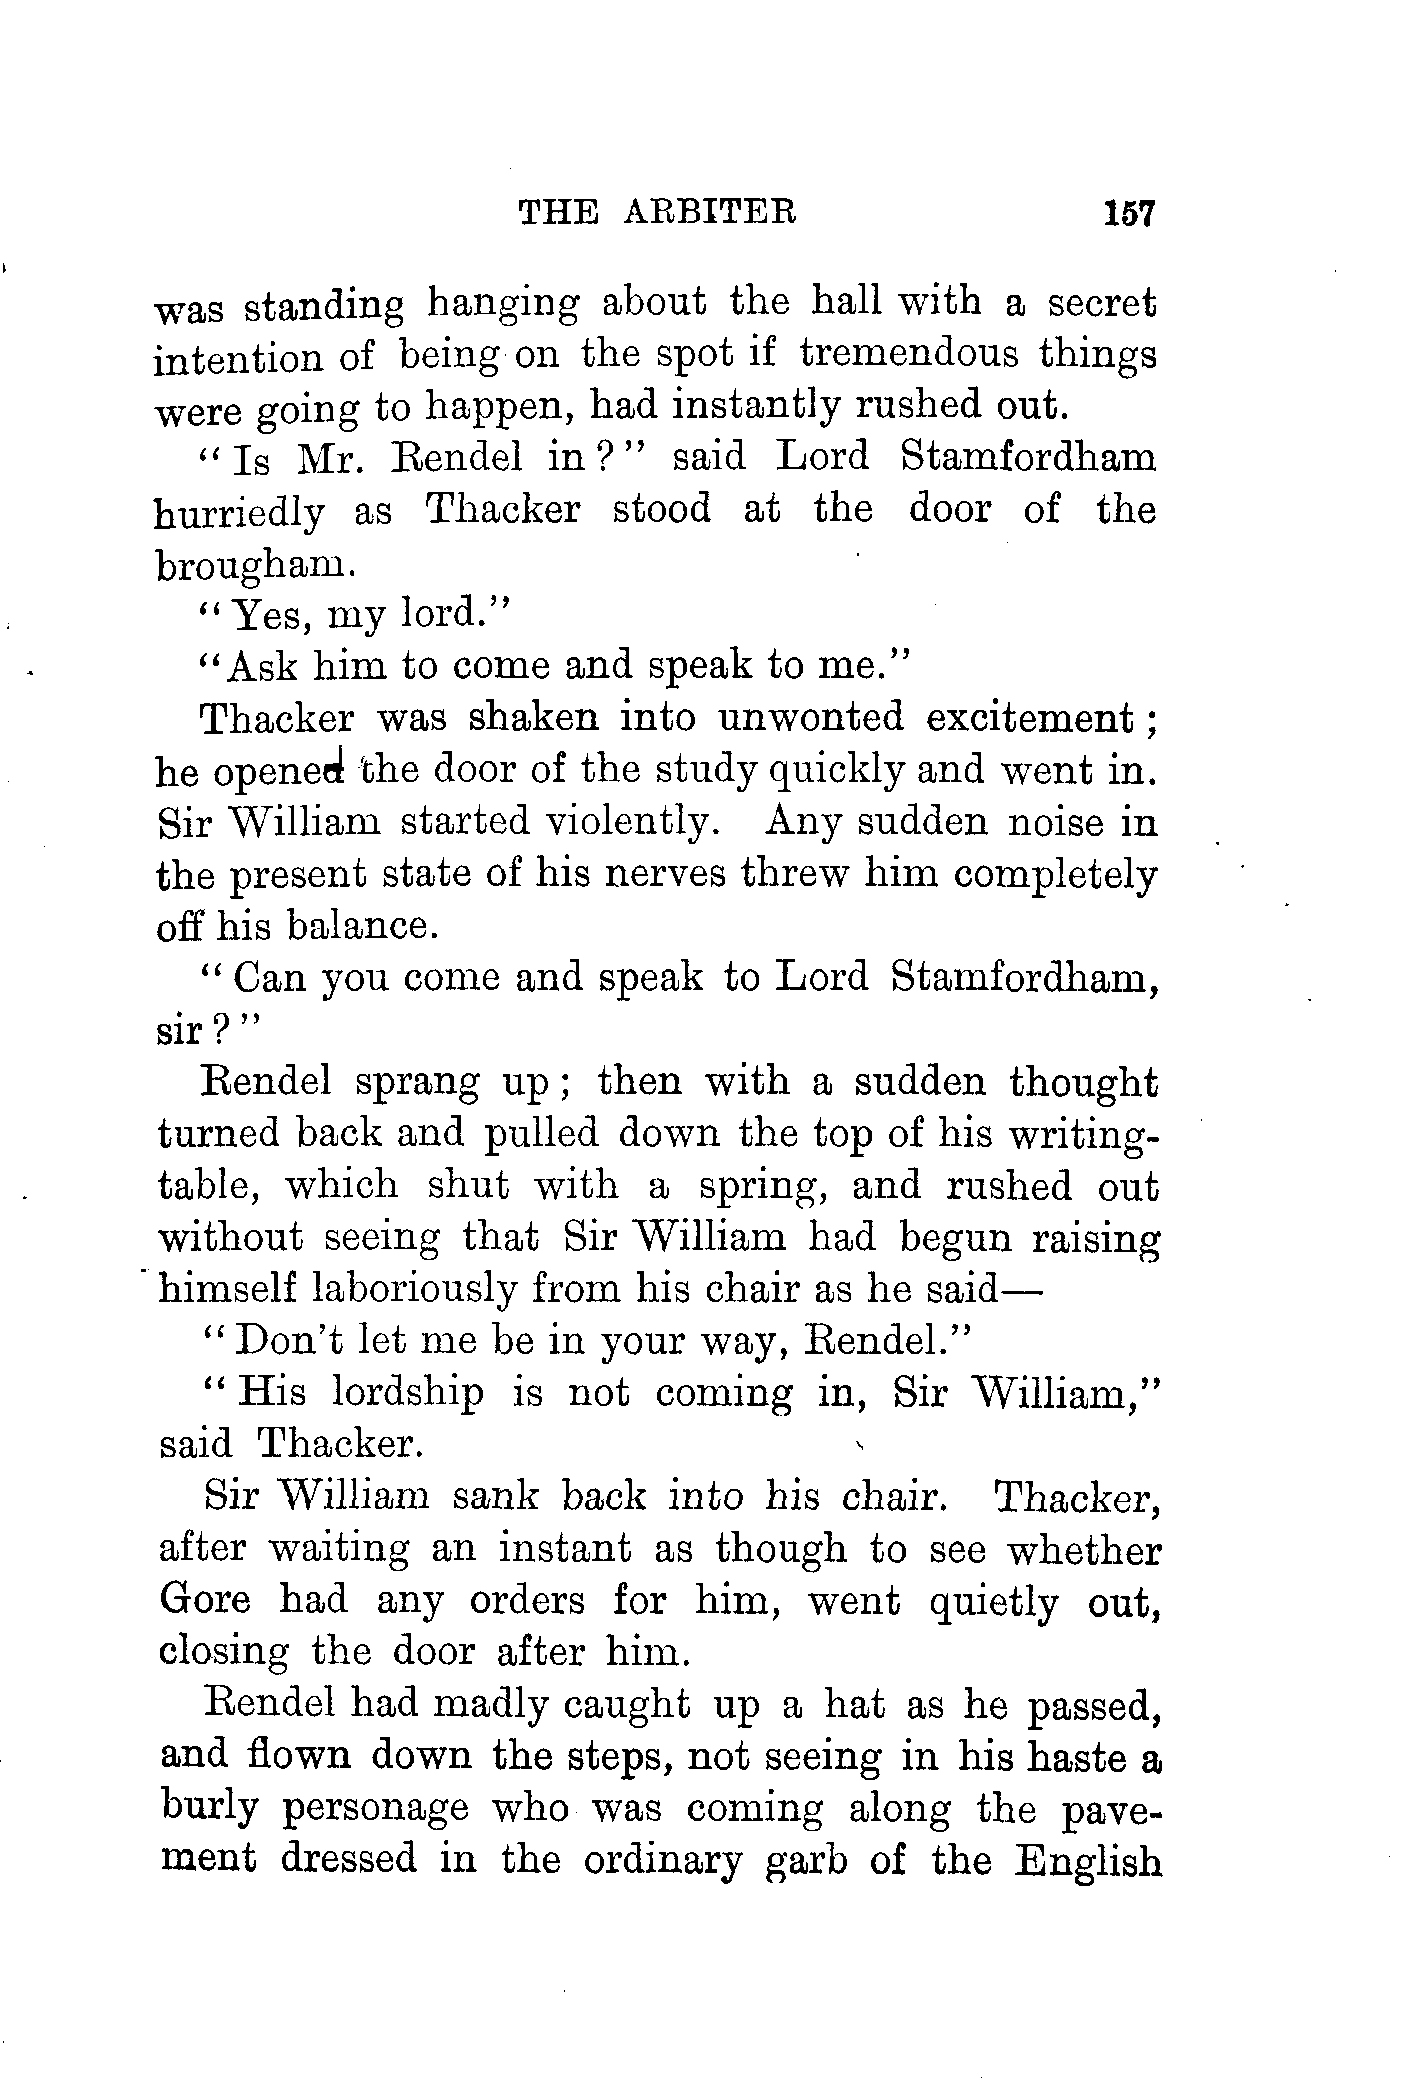 THE ARBITER 157
was standing hanging about the hall with a secret
intention of being on the spot if tremendous things
were going to happen, had instantly rushed out.
"Is Mr. Rendel in?" said Lord Stamfordham
hurriedly as Thacker stood at the door of the
brougham.
"Yes, my lord."
"Ask him to come and speak to me."
Thacker was shaken into unwonted excitement;
he opened the door of the study quickly and went in.
Sir William started violently. Any sudden noise in
the present state of his nerves threw him completely
off his balance.
"Can you come and speak to Lord Stamfordham,
sir?"
Rendel sprang up; then with a sudden thought
turned back and pulled down the top of his writing-
table, which shut with a spring, and rushed out
without seeing that Sir William had begun raising
himself laboriously from his chair as he said—
"Don't let me be in your way, Rendel."
"His lordship is not coming in, Sir William,"
said Thacker.
Sir William sank back into his chair. Thacker,
after waiting an instant as though to see whether
Gore had any orders for him, went quietly out,
closing the door after him.
Rendel had madly caught up a hat as he passed,
and flown down the steps, not seeing in his haste a
burly personage who was coming along the pave-
ment dressed in the ordinary garb of the English